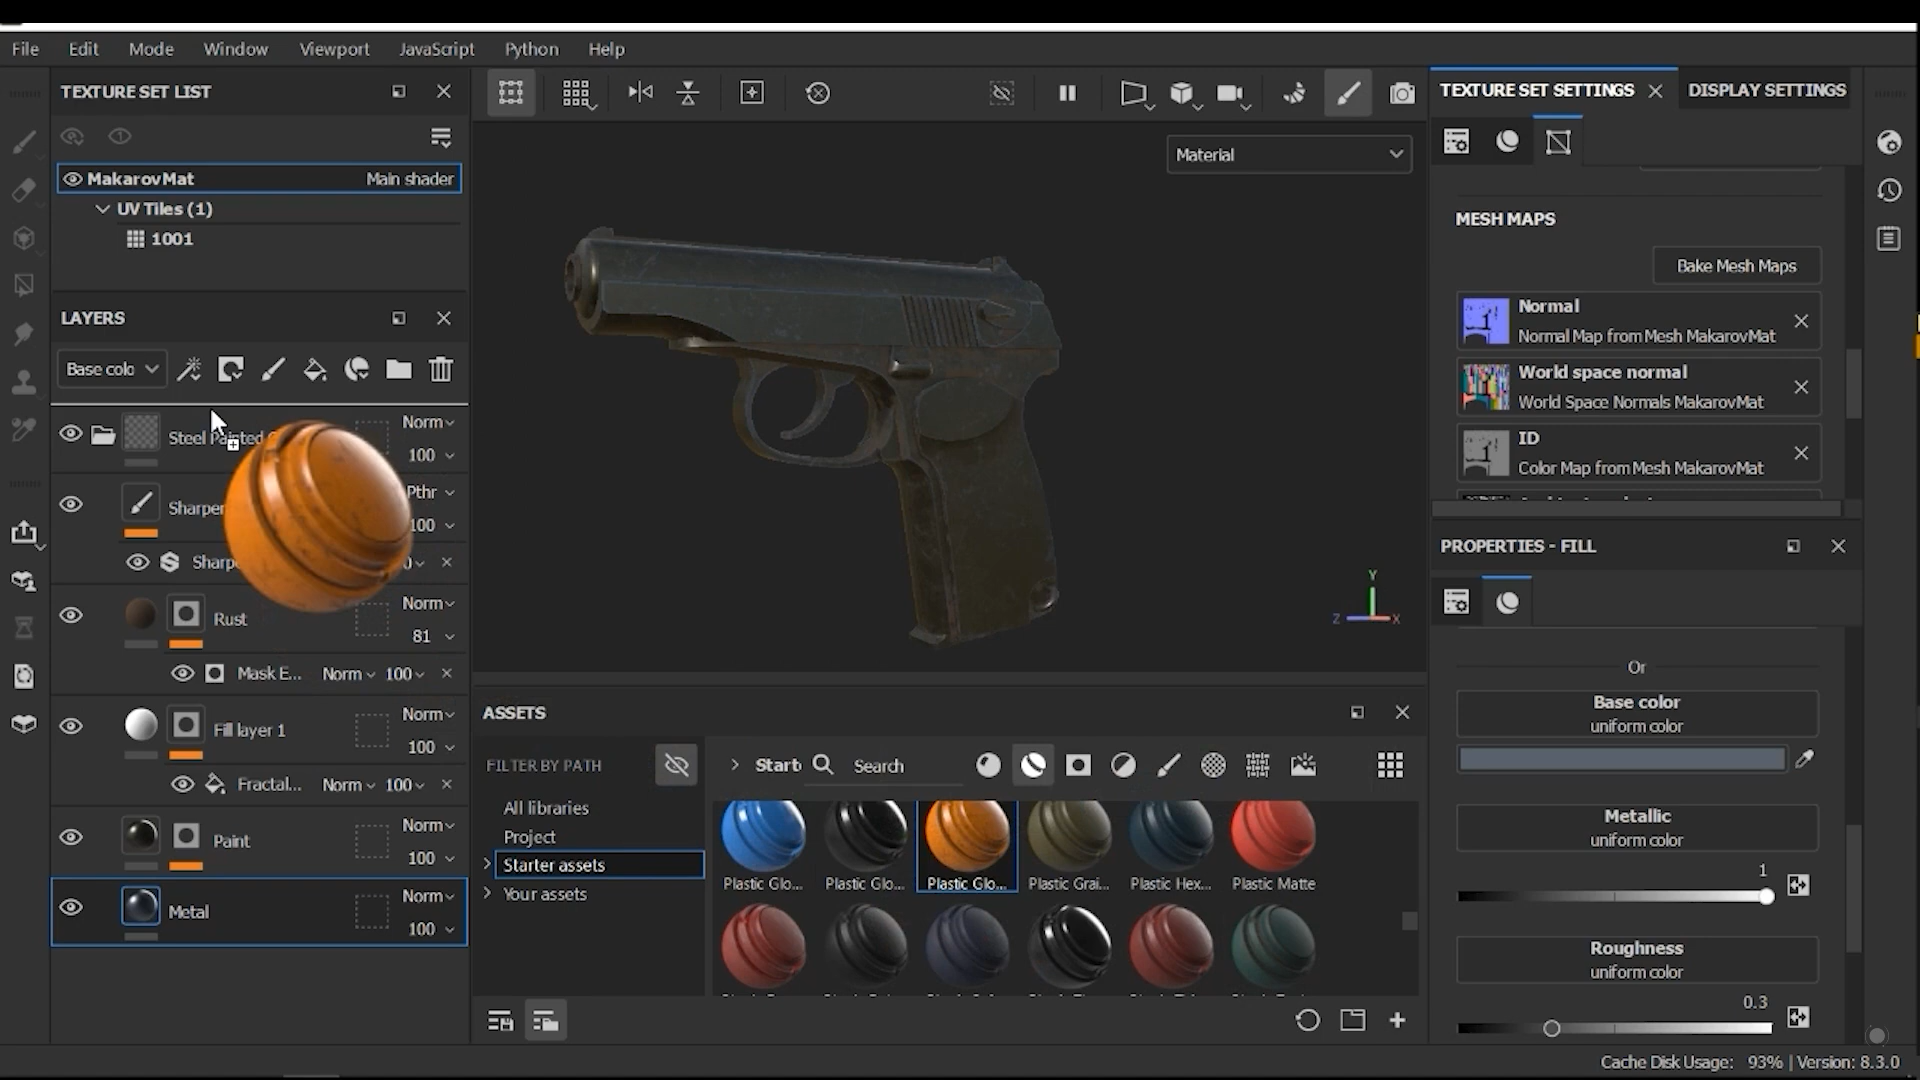 File Edit Mode Window Viewport JavaScript Python Help
TEXTURE SET LIST
MakarovMat Main shader
UV Tiles (1)
1001
LAYERS
Base colo
Steel Painted
Norm
100
Sharpen
Pthr
100
Sharp
Rust
Norm
81
Mask E... Norm 100
Fill layer 1
Norm
100
Fractal... Norm 100
Paint
Norm
100
Metal
Norm
100
Material
Y
Z X
ASSETS
FILTER BY PATH
All libraries
Project
Starter assets
Your assets
Start Search
Plastic Glo... Plastic Glo... Plastic Glo... Plastic Grai... Plastic Hex... Plastic Matte
TEXTURE SET SETTINGS DISPLAY SETTINGS
MESH MAPS
Bake Mesh Maps
Normal
Normal Map from Mesh MakarovMat
World space normal
World Space Normals MakarovMat
ID
Color Map from Mesh MakarovMat
PROPERTIES - FILL
Or
Base color
uniform color
Metallic
uniform color
1
Roughness
uniform color
0.3
Cache Disk Usage: 93% | Version: 8.3.0